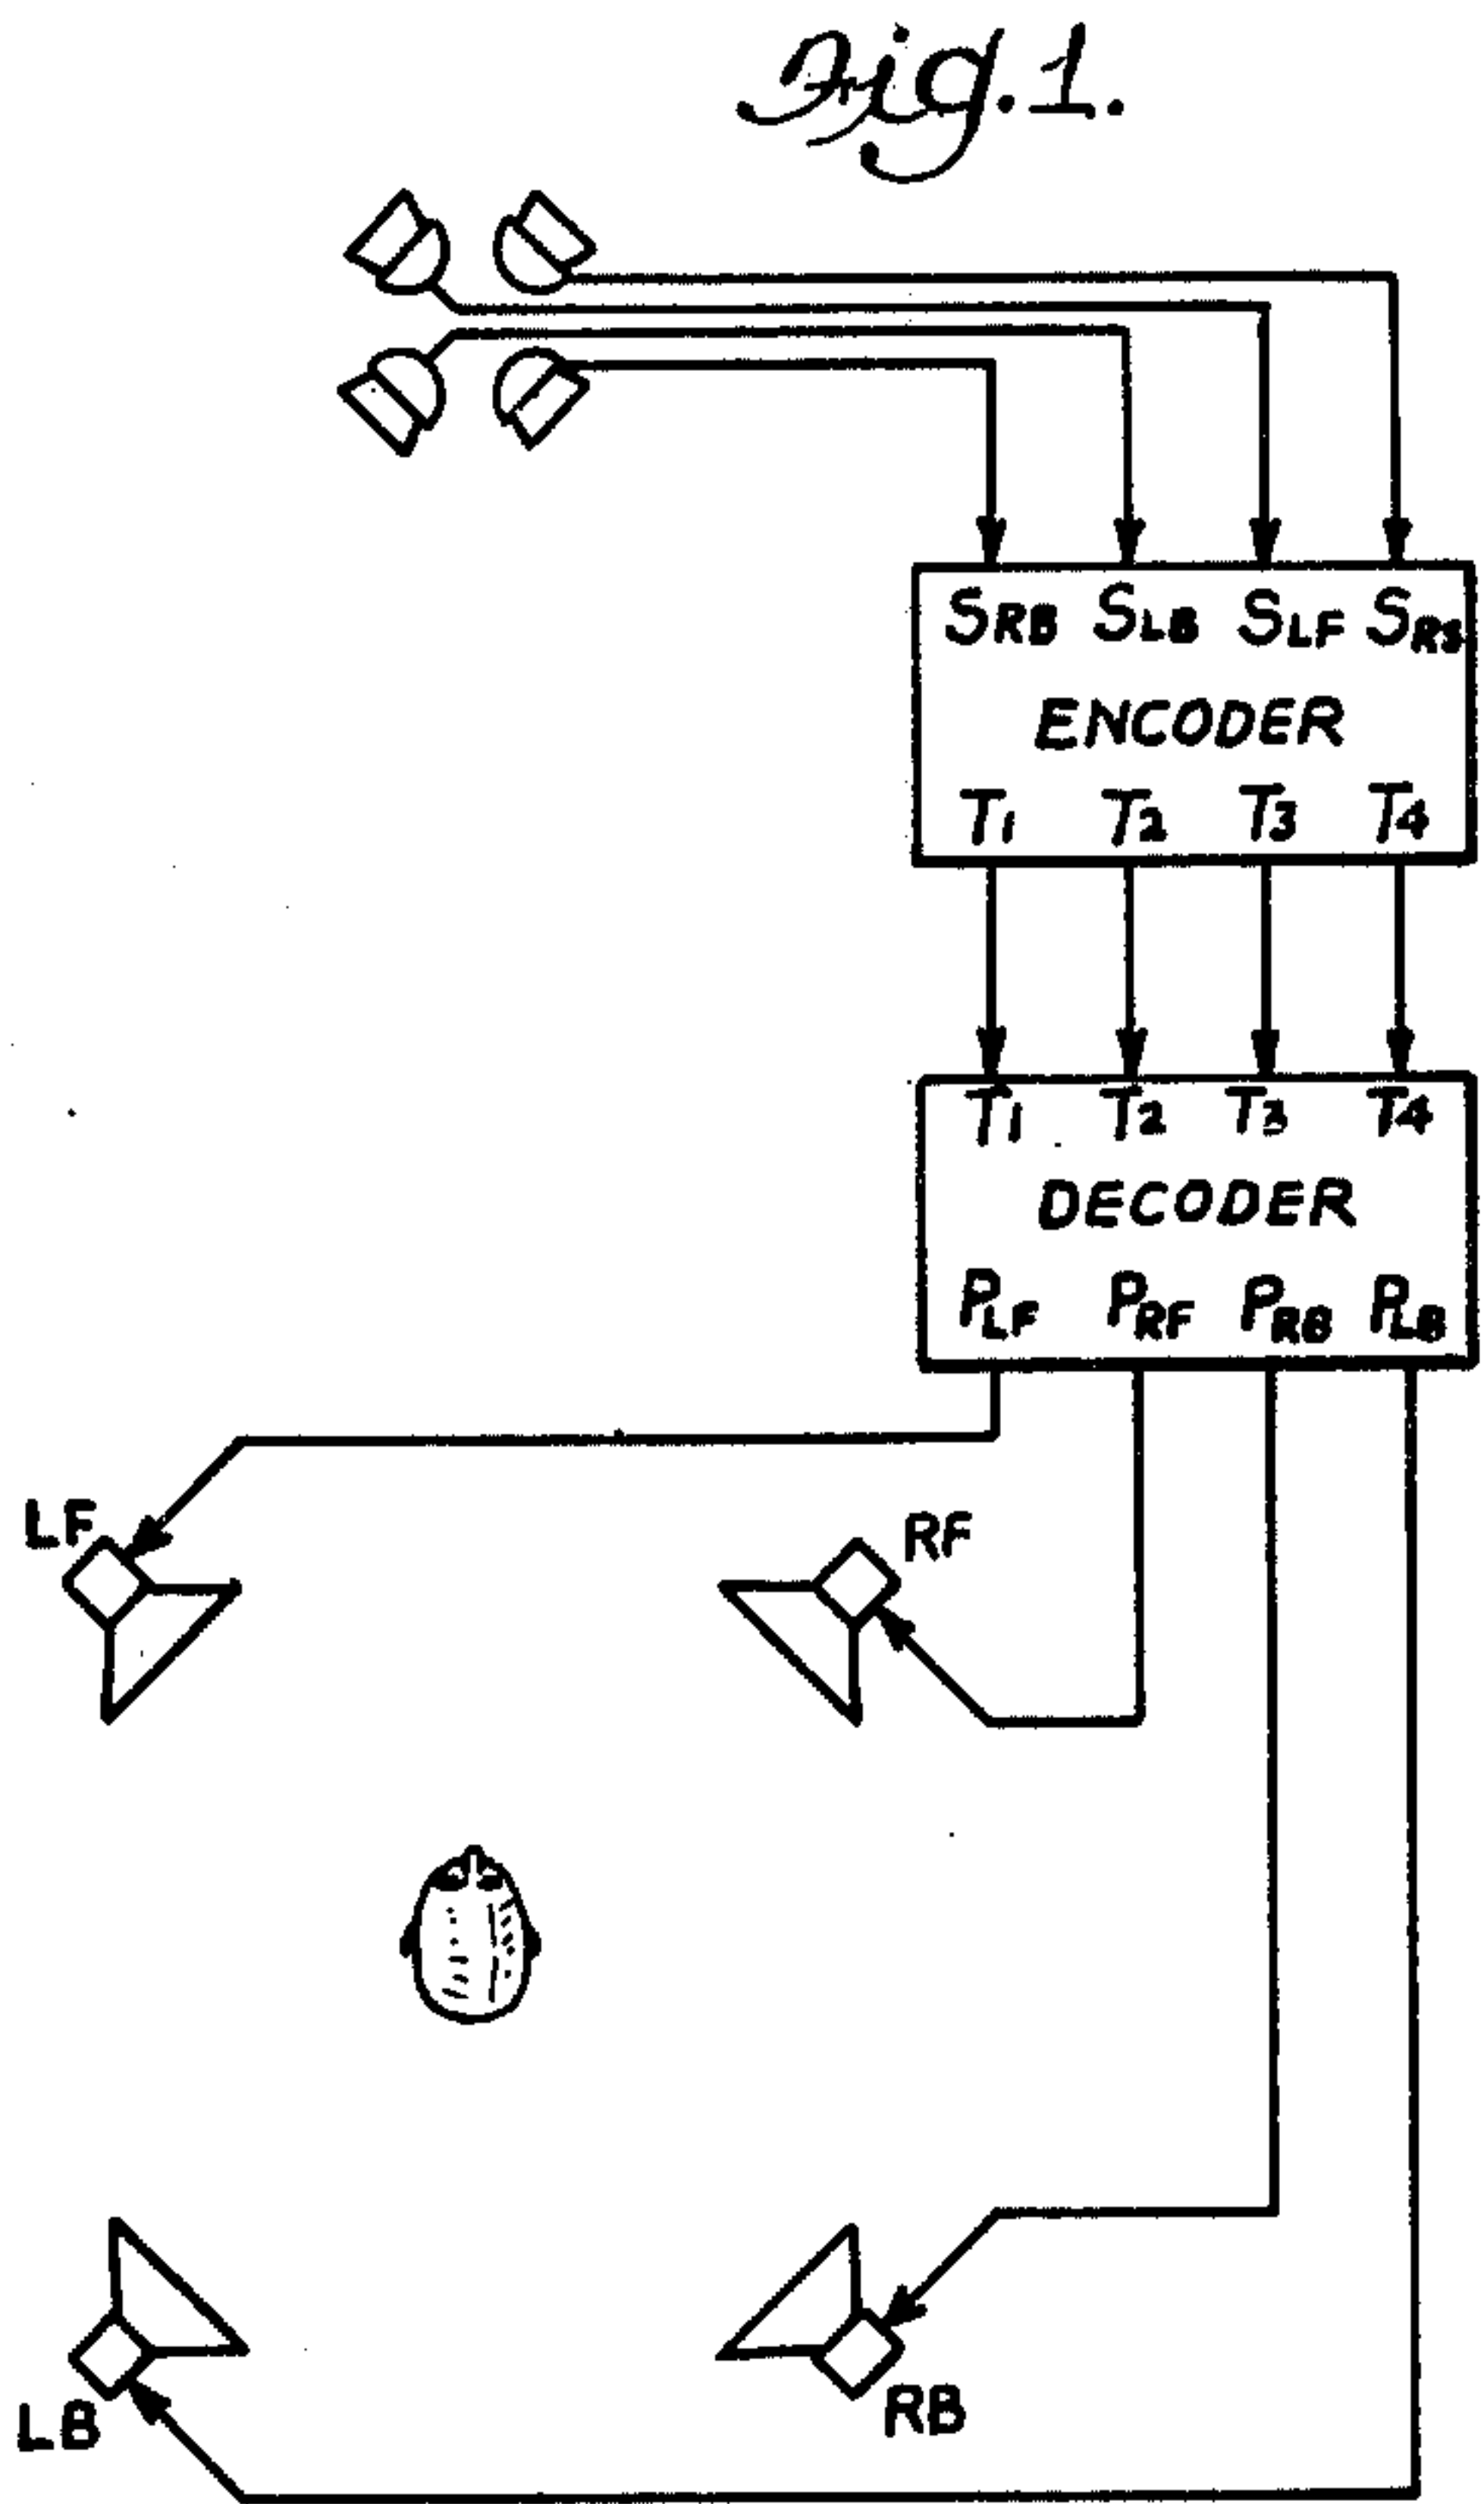 Fig. 1.
SRB SLB SLF
ENCODER
T1 T2 T3 T4
T1 T2 T3 T4
DECODER
PLF PRF PRB PLB
LF
RF
LB
RB